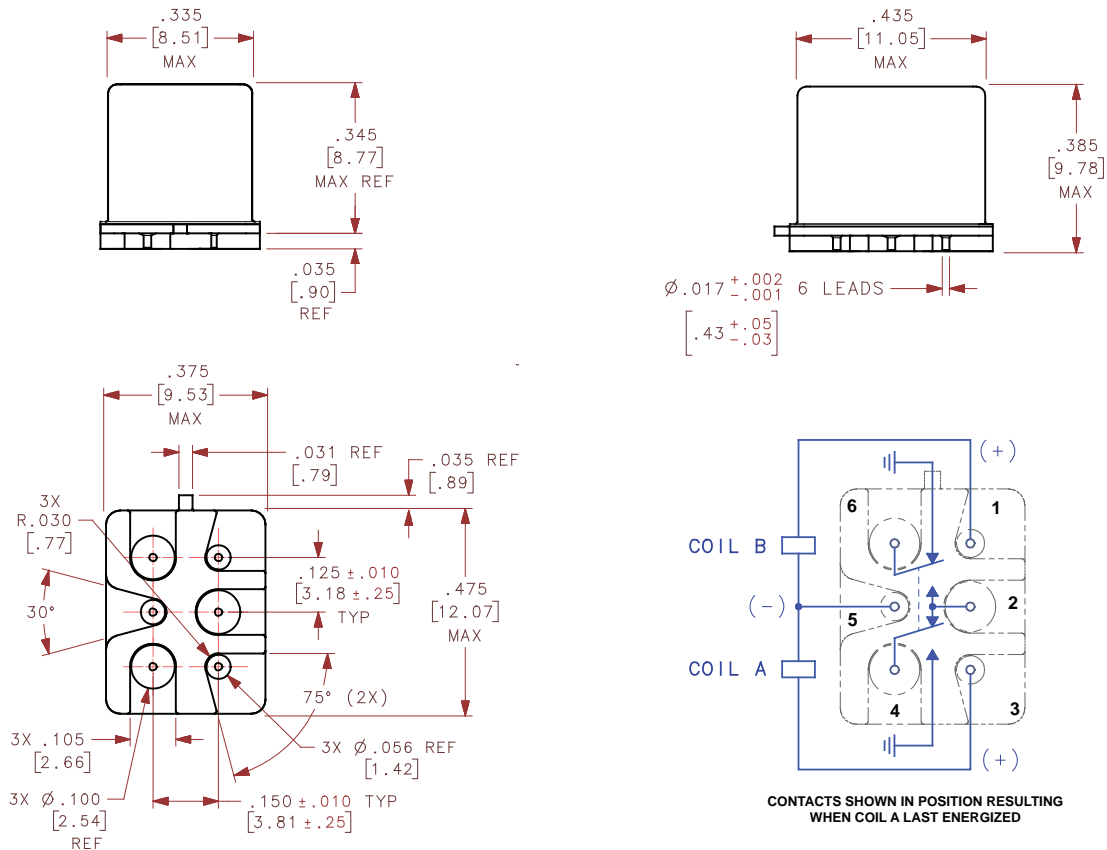 .335
[8.51]
MAX
.345
[8.77]
MAX REF
.035
[.90]
REF
.435
[11.05]
MAX
.385
[9.78]
MAX
Ø.017 +.002 -.001 6 LEADS
[.43 +.05 -.03]
.375
[9.53]
MAX
.031 REF
[.79]
.035 REF
[.89]
3X
R.030
[.77]
30°
.125 ±.010
[3.18 ±.25]
TYP
.475
[12.07]
MAX
75° (2X)
3X .105
[2.66]
3X Ø.056 REF
[1.42]
3X Ø.100
[2.54]
REF
.150 ±.010 TYP
[3.81 ±.25]
(+)
6
1
COIL B
(-)
2
5
COIL A
4
3
(+)
CONTACTS SHOWN IN POSITION RESULTING
WHEN COIL A LAST ENERGIZED